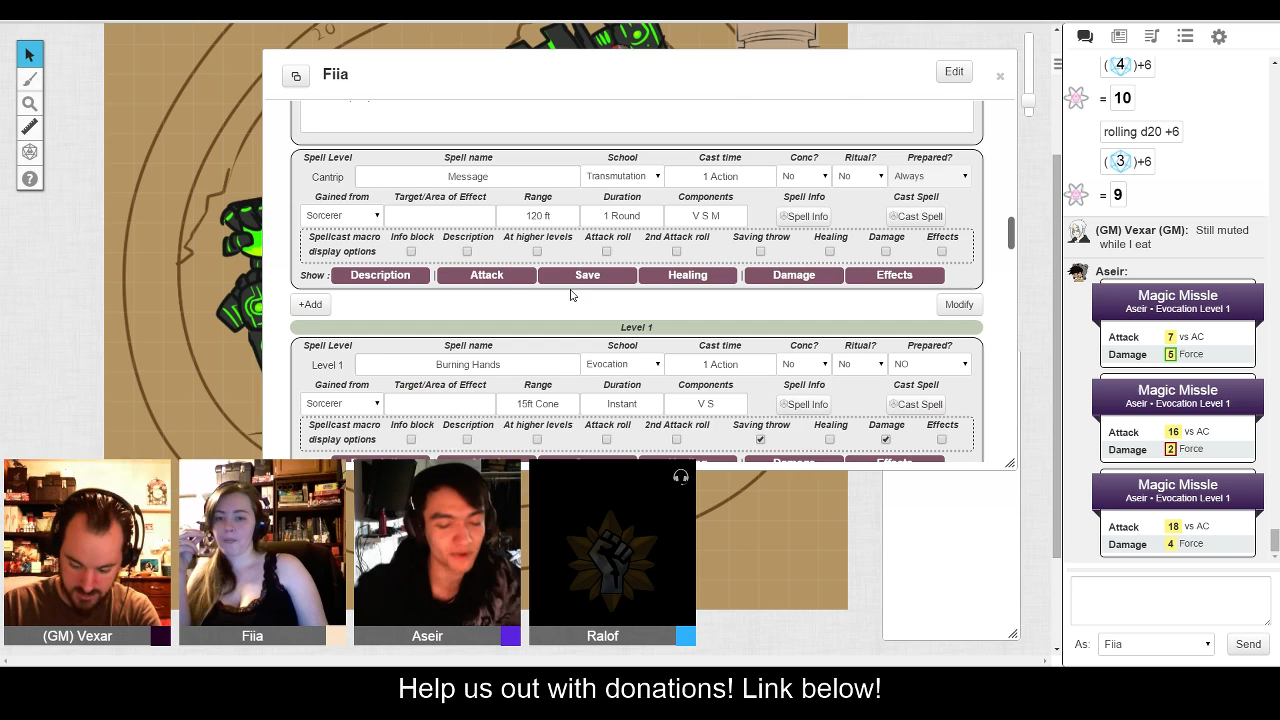 20
Fiia
Edit
×
Spell Level Spell name School Cast time Conc? Ritual? Prepared?
Cantrip Message Transmutation 1 Action No No Always
Gained from Target/Area of Effect Range Duration Components Spell Info Cast Spell
Sorcerer 120 ft 1 Round V S M Spell Info Cast Spell
Spellcast macro Info block Description At higher levels Attack roll 2nd Attack roll Saving throw Healing Damage Effects
display options
Show : Description | Attack Save Healing | Damage Effects
+Add Modify
Level 1
Spell Level Spell name School Cast time Conc? Ritual? Prepared?
Level 1 Burning Hands Evocation 1 Action No No NO
Gained from Target/Area of Effect Range Duration Components Spell Info Cast Spell
Sorcerer 15ft Cone Instant V S Spell Info Cast Spell
Spellcast macro Info block Description At higher levels Attack roll 2nd Attack roll Saving throw Healing Damage Effects
display options
(GM) Vexar
Fiia
Aseir
Ralof
(4)+6
= 10
rolling d20 +6
(3)+6
= 9
(GM) Vexar (GM): Still muted
while I eat
Aseir:
Magic Missle
Aseir • Evocation Level 1
Attack 7 vs AC
Damage 5 Force
Magic Missle
Aseir • Evocation Level 1
Attack 16 vs AC
Damage 2 Force
Magic Missle
Aseir • Evocation Level 1
Attack 18 vs AC
Damage 4 Force
As: Fiia Send
Help us out with donations! Link below!